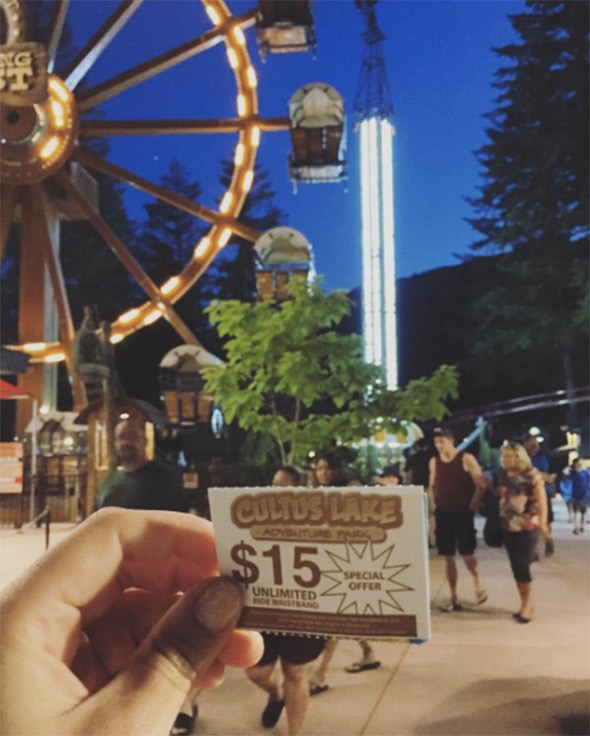 NG
ST
CULTUS LAKE
ADVENTURE PARK
$15
UNLIMITED
RIDE WRISTBAND
SPECIAL
OFFER